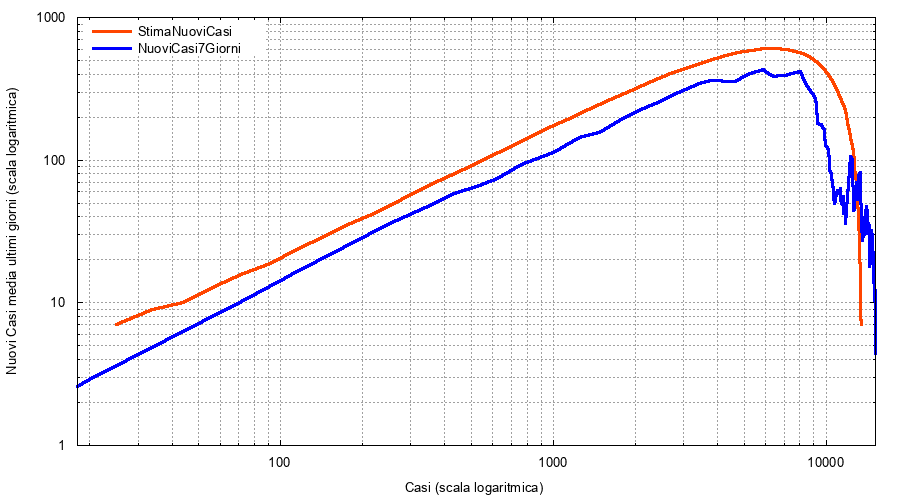 1000
StimaNuoviCasi
NuoviCasi7Giorni
100
10
1
Nuovi Casi media ultimi giorni (scala logaritmica)
100
1000
10000
Casi (scala logaritmica)